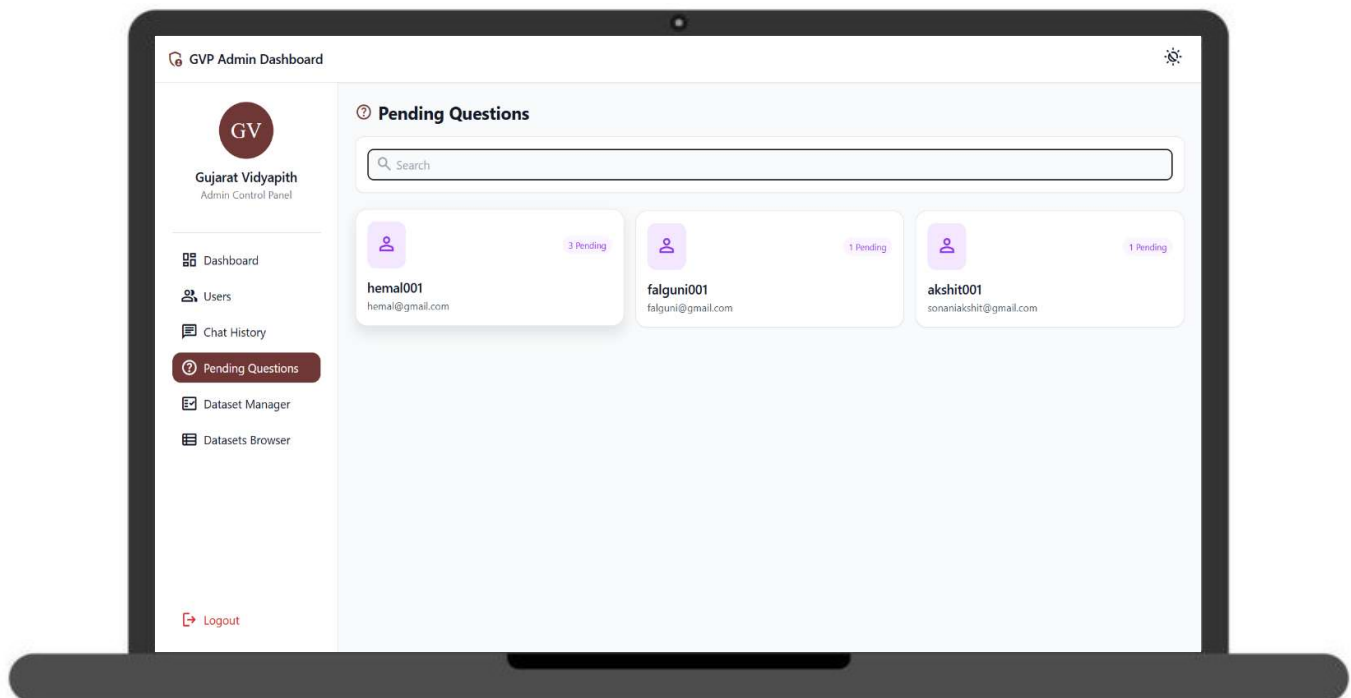 GVP Admin Dashboard
GV
Gujarat Vidyapith
Admin Control Panel
Dashboard
Users
Chat History
Pending Questions
Dataset Manager
Datasets Browser
Logout
Pending Questions
Search
3 Pending
hemal001
hemal@gmail.com
1 Pending
falguni001
falguni@gmail.com
1 Pending
akshit001
sonaniakshit@gmail.com